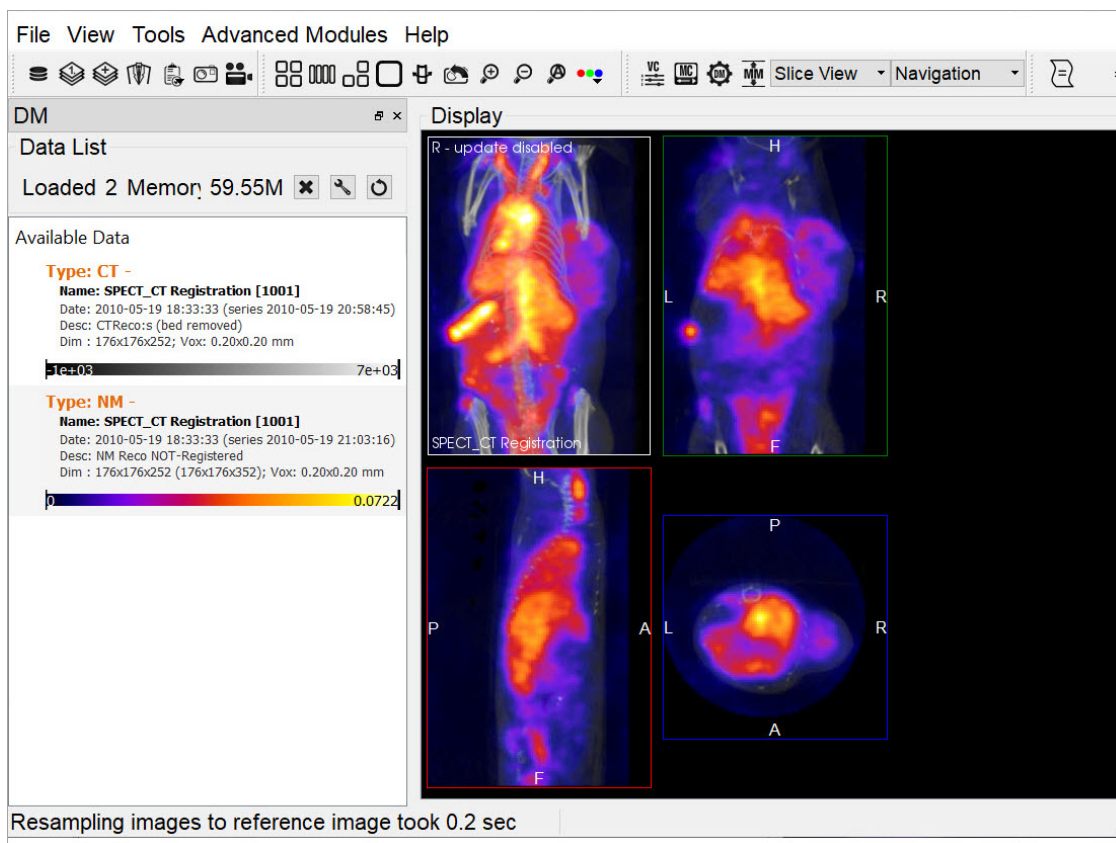 File View Tools Advanced Modules Help
VC MC DM MM Slice View Navigation
DM
Display
Data List
Loaded 2 Memory 59.55M
Available Data
Type: CT -
Name: SPECT_CT Registration [1001]
Date: 2010-05-19 18:33:33 (series 2010-05-19 20:58:45)
Desc: CTReco:s (bed removed)
Dim : 176x176x252; Vox: 0.20x0.20 mm
-1e+03 7e+03
Type: NM -
Name: SPECT_CT Registration [1001]
Date: 2010-05-19 18:33:33 (series 2010-05-19 21:03:16)
Desc: NM Reco NOT-Registered
Dim : 176x176x252 (176x176x352); Vox: 0.20x0.20 mm
0 0.0722
R - update disabled
SPECT_CT Registration
H
L R
F
H
P A
F
P
L R
A
Resampling images to reference image took 0.2 sec